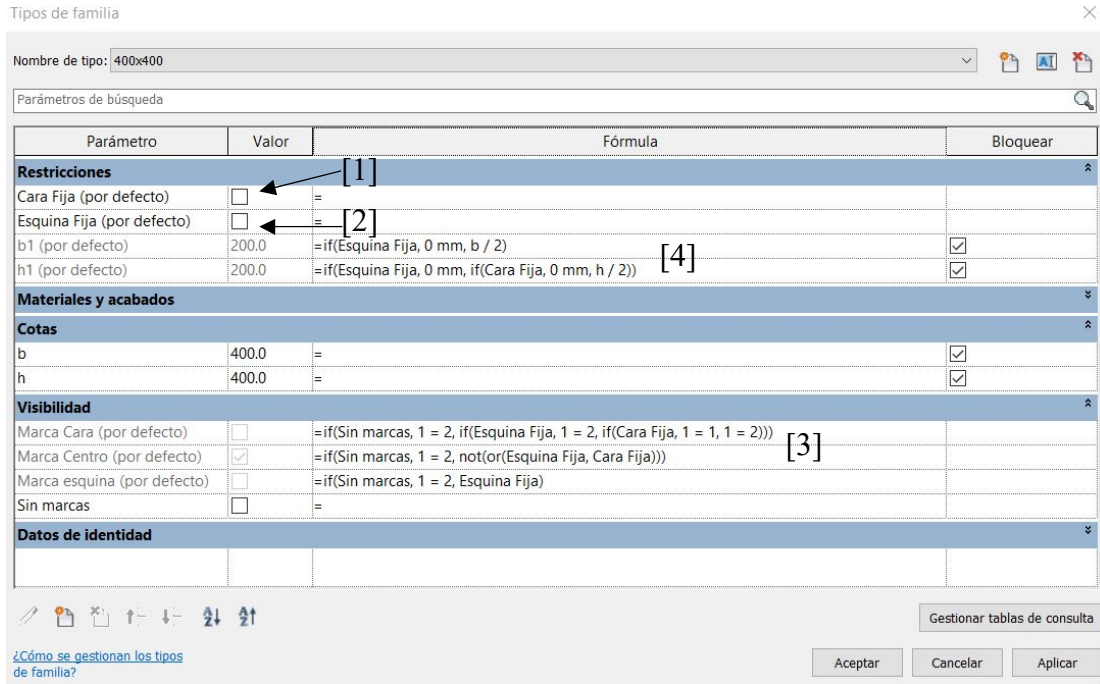 Tipos de familia
Nombre de tipo: 400x400
Parámetros de búsqueda
Parámetro Valor Fórmula Bloquear
Restricciones [1]
Cara Fija (por defecto) =
Esquina Fija (por defecto) = [2]
b1 (por defecto) 200.0 =if(Esquina Fija, 0 mm, b / 2) [4]
h1 (por defecto) 200.0 =if(Esquina Fija, 0 mm, if(Cara Fija, 0 mm, h / 2))
Materiales y acabados
Cotas
b 400.0 =
h 400.0 =
Visibilidad
Marca Cara (por defecto) =if(Sin marcas, 1 = 2, if(Esquina Fija, 1 = 2, if(Cara Fija, 1 = 1, 1 = 2))) [3]
Marca Centro (por defecto) =if(Sin marcas, 1 = 2, not(or(Esquina Fija, Cara Fija)))
Marca esquina (por defecto) =if(Sin marcas, 1 = 2, Esquina Fija)
Sin marcas =
Datos de identidad
Gestionar tablas de consulta
¿Cómo se gestionan los tipos
de familia?
Aceptar Cancelar Aplicar